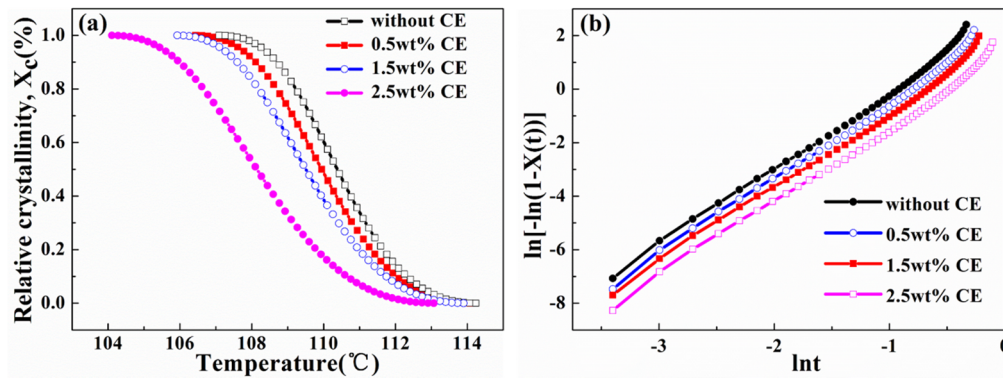 (a)
without CE
0.5wt% CE
1.5wt% CE
2.5wt% CE
Relative crystallinity, Xc(%)
1.0
0.8
0.6
0.4
0.2
0.0
104 106 108 110 112 114
Temperature(℃)
(b)
without CE
0.5wt% CE
1.5wt% CE
2.5wt% CE
ln[-ln(1-X(t))]
2
0
-2
-4
-6
-8
-3 -2 -1 0
lnt